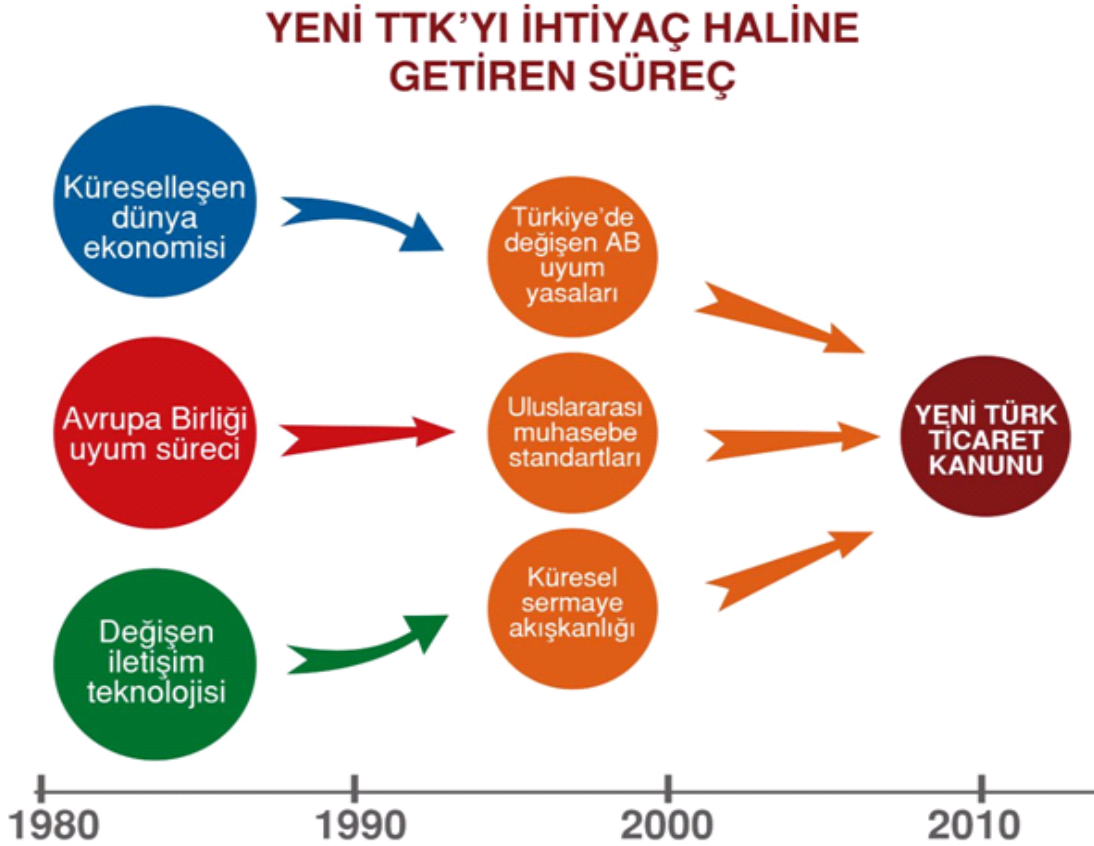 YENİ TTK'YI İHTİYAÇ HALİNE
GETİREN SÜREÇ
Küreselleşen
dünya
ekonomisi
Türkiye'de
değişen AB
uyum
yasaları
Avrupa Birliği
uyum süreci
Uluslararası
muhasebe
standartları
YENİ TÜRK
TİCARET
KANUNU
Değişen
iletişim
teknolojisi
Küresel
sermaye
akışkanlığı
1980
1990
2000
2010